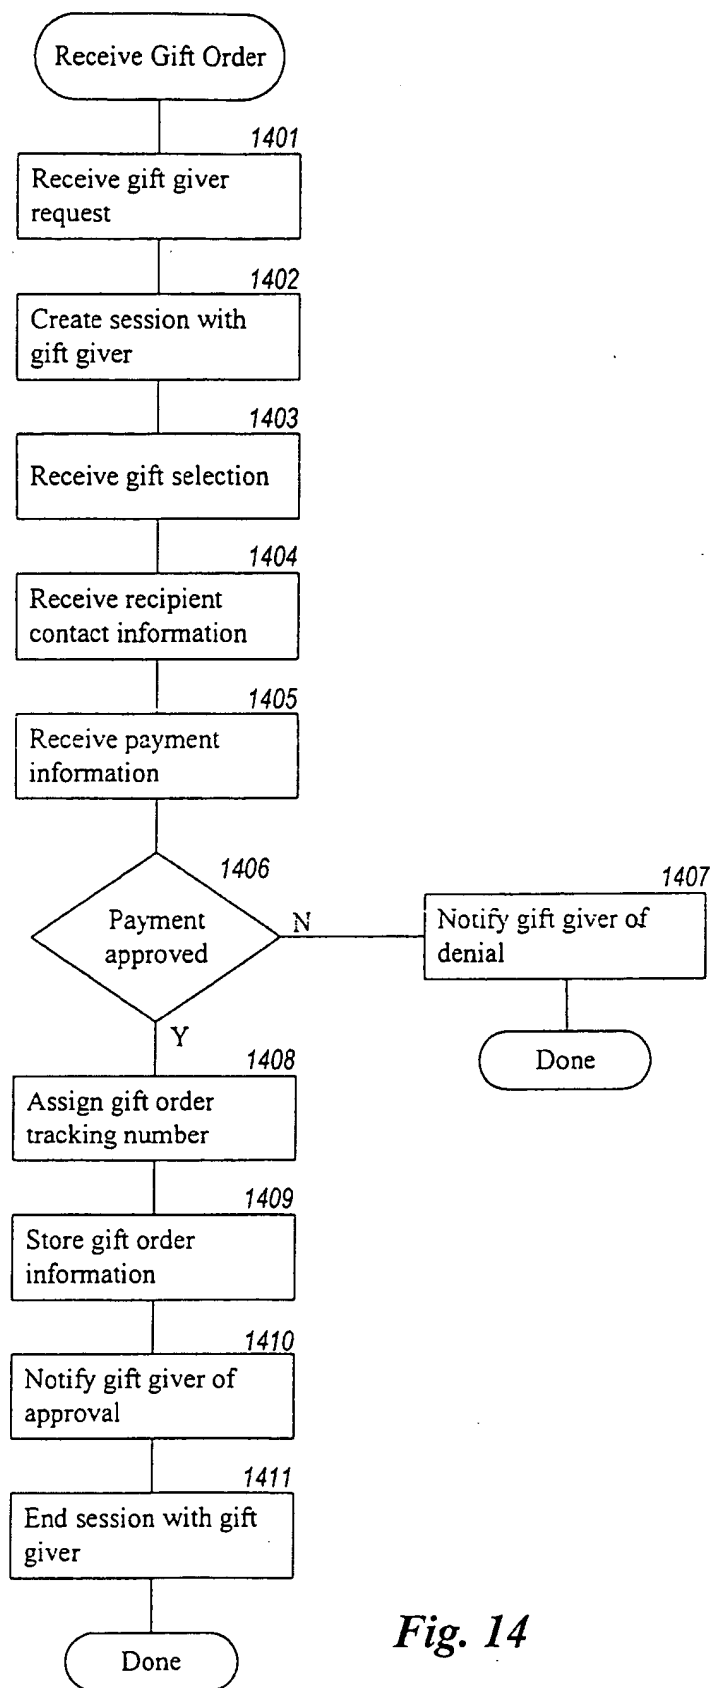 Receive Gift Order
1401
Receive gift giver
request
1402
Create session with
gift giver
1403
Receive gift selection
1404
Receive recipient
contact information
1405
Receive payment
information
1406
Payment
approved
N
1407
Notify gift giver of
denial
Done
Y
1408
Assign gift order
tracking number
1409
Store gift order
information
1410
Notify gift giver of
approval
1411
End session with gift
giver
Done
Fig. 14